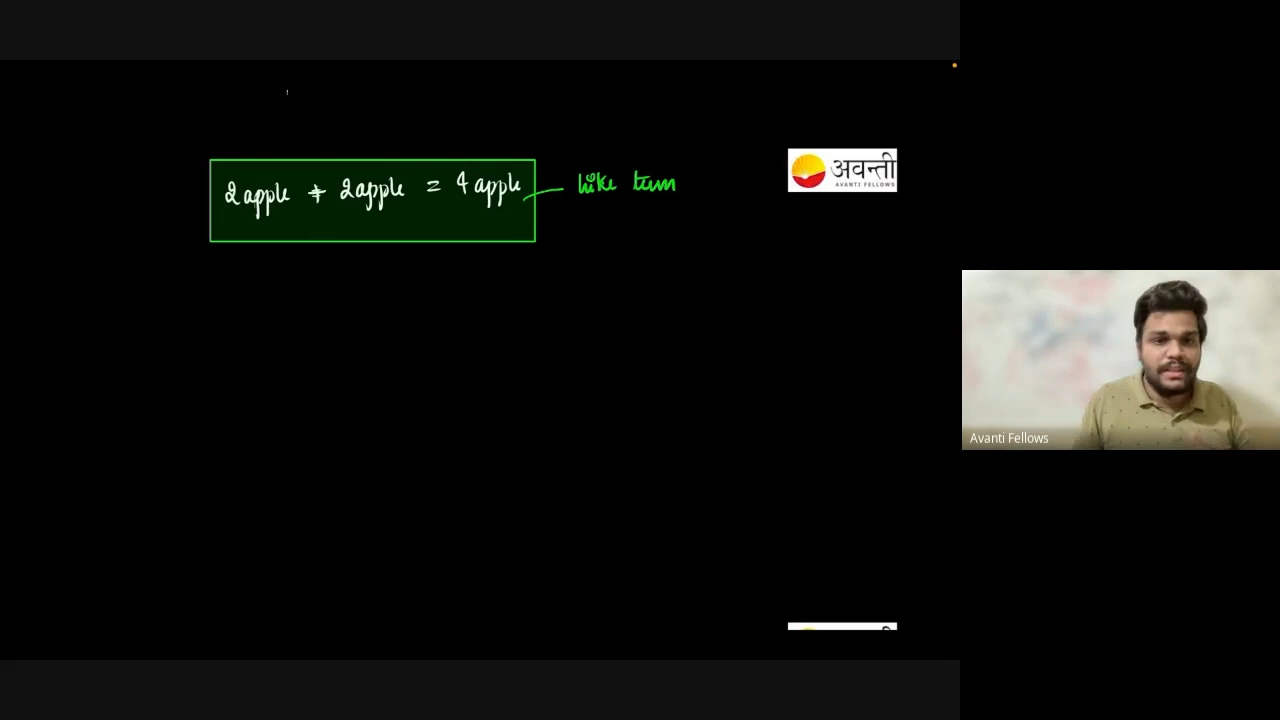 2 apple + 2 apple = 4 apple
like term
अवन्ती
AVANTI FELLOWS
Avanti Fellows